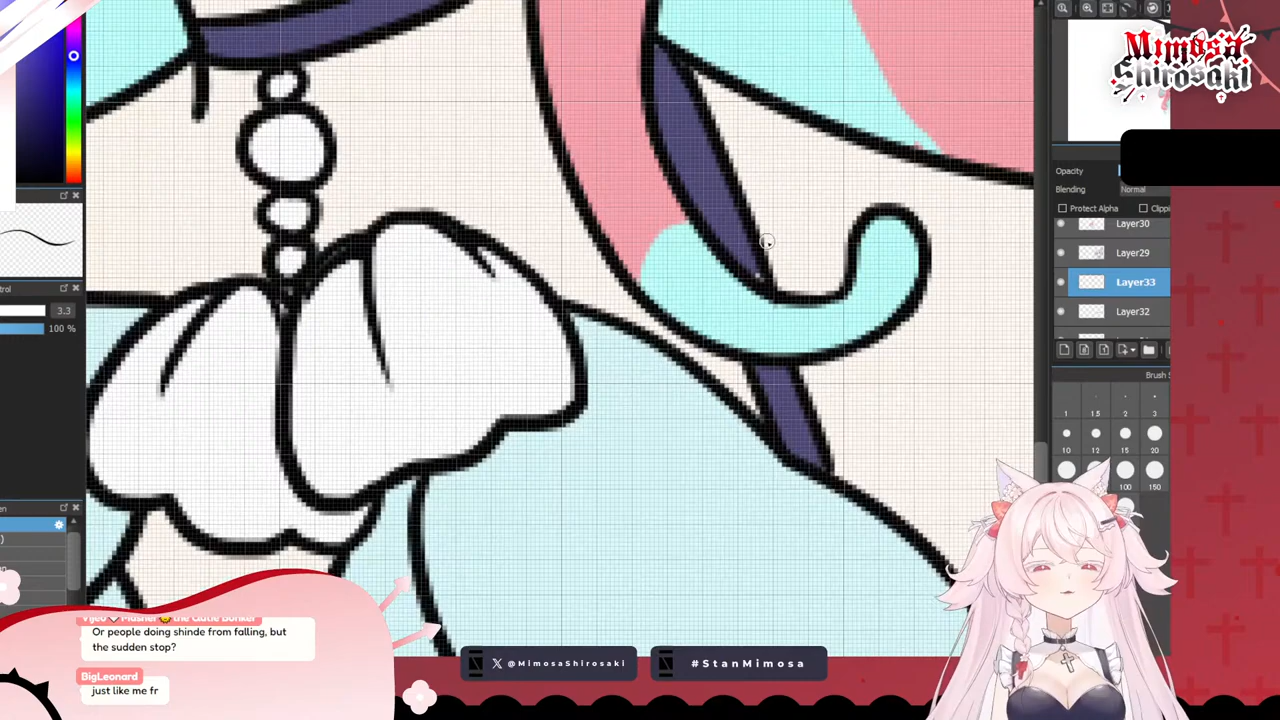 Mimosa
Shirosaki
Opacity
Blending
Normal
Protect Alpha
Layer30
Layer29
Layer33
Layer32
3.3
100 %
1
1.5
2
3
10
12
15
20
100
150
Or people doing shinde from falling, but
the sudden stop?
BigLeonard
just like me fr
@MimosaShirosaki
#StanMimosa